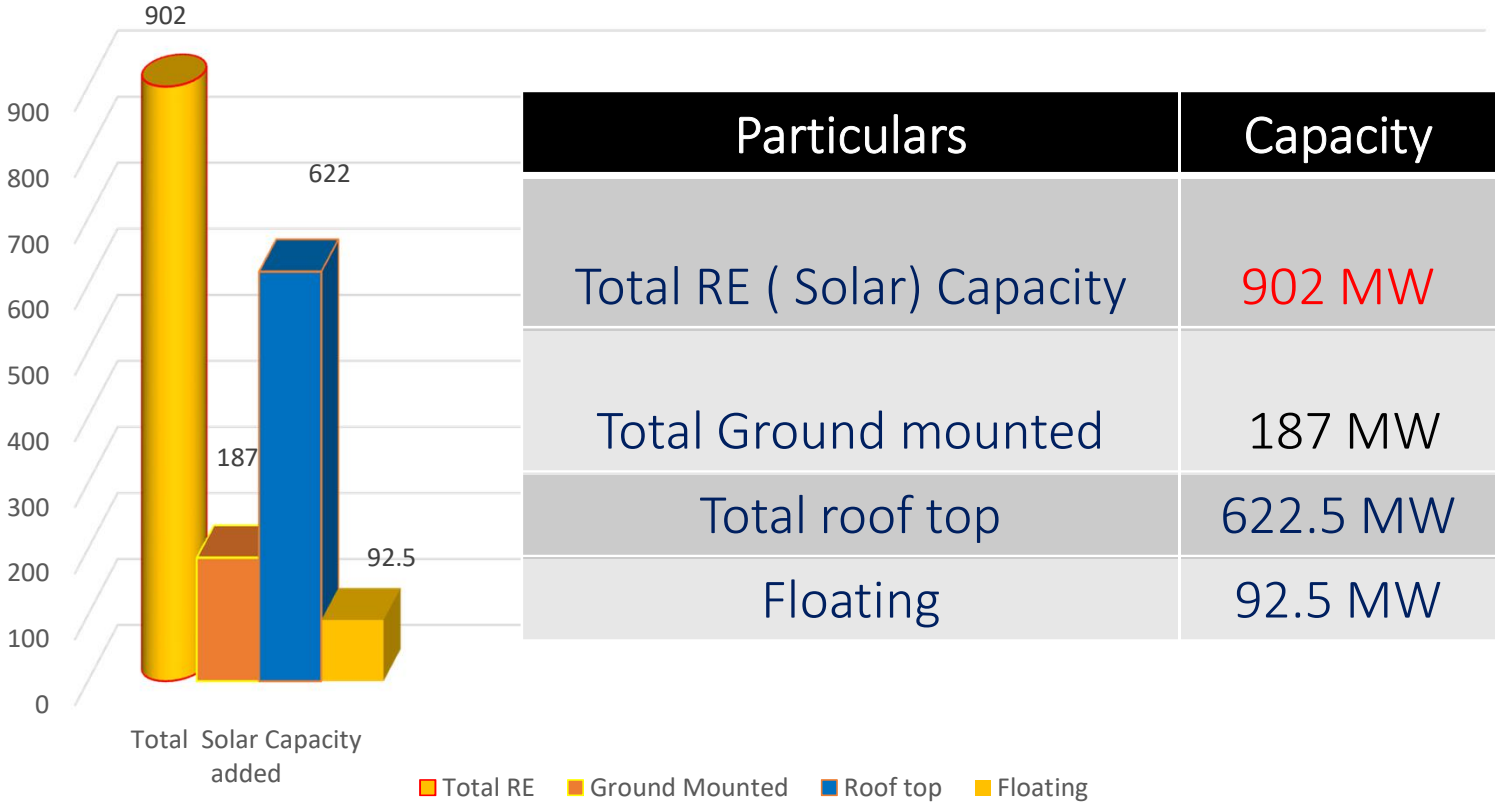 902
900
800
700
600
500
400
300
200
100
0
622
187
92.5
Total Solar Capacity
added
Total RE
Ground Mounted
Roof top
Floating
Particulars Capacity
Total RE ( Solar) Capacity 902 MW
Total Ground mounted 187 MW
Total roof top 622.5 MW
Floating 92.5 MW